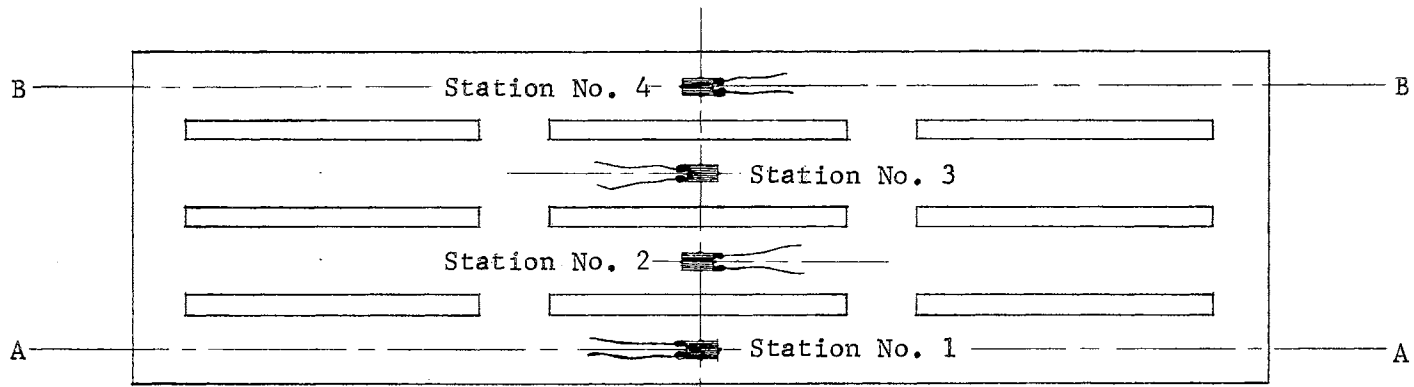 B Station No. 4 B
Station No. 3
Station No. 2
A Station No. 1 A